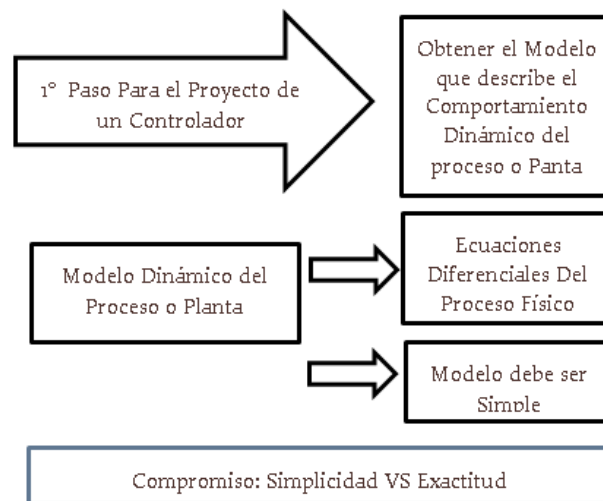 1° Paso Para el Proyecto de
un Controlador
Obtener el Modelo
que describe el
Comportamiento
Dinámico del
proceso o Panta
Modelo Dinámico del
Proceso o Planta
Ecuaciones
Diferenciales Del
Proceso Físico
Modelo debe ser
Simple
Compromiso: Simplicidad VS Exactitud